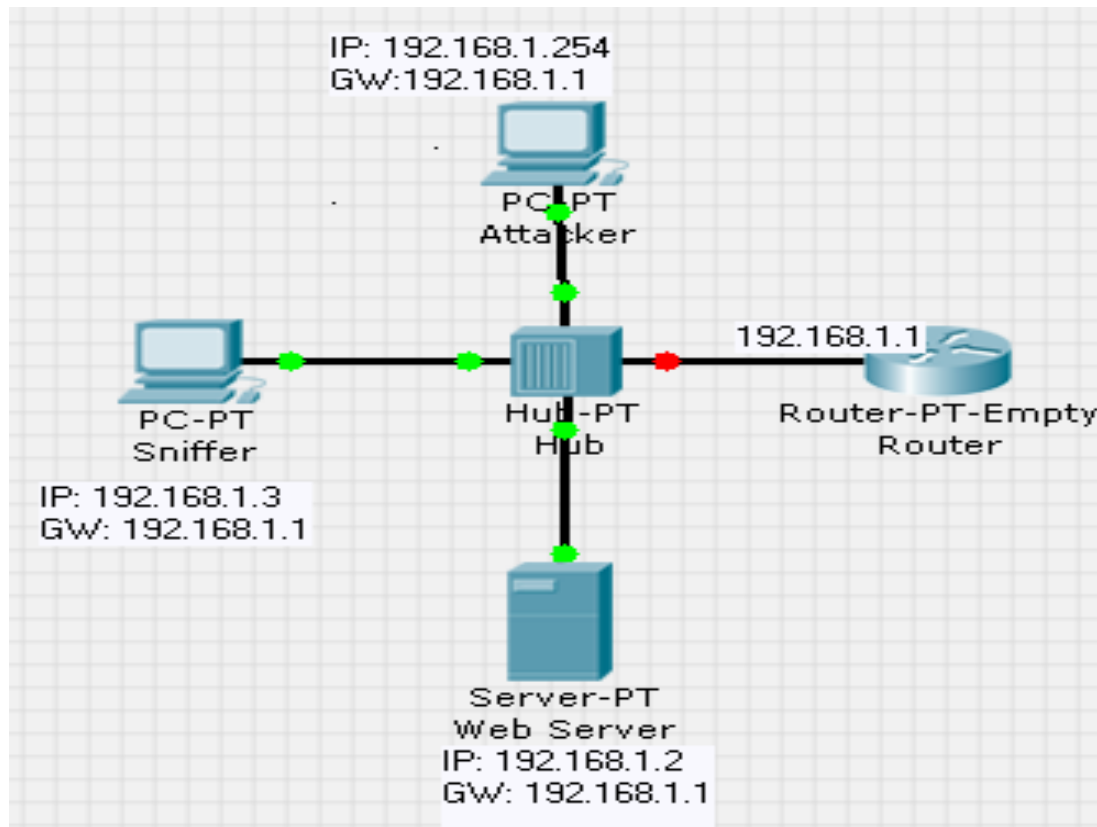 IP: 192.168.1.254
GW:192.168.1.1
PC-PT
Attacker
192.168.1.1
PC-PT
Sniffer
Hub-PT
Hub
Router-PT-Empty
Router
IP: 192.168.1.3
GW: 192.168.1.1
Server-PT
Web Server
IP: 192.168.1.2
GW: 192.168.1.1